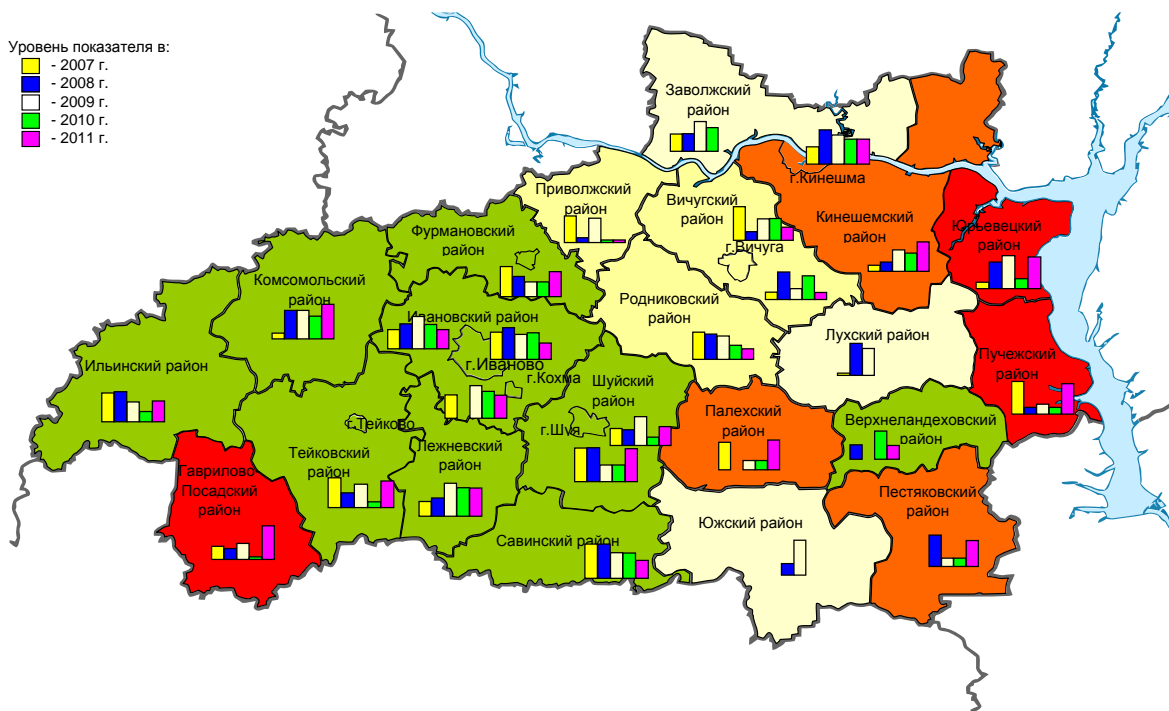 Уровень показателя в:
- 2007 г.
- 2008 г.
- 2009 г.
- 2010 г.
- 2011 г.
Заволжский
район
г.Кинешма
Приволжский
район
Вичугский
район
Кинешемский
район
Юрьевецкий
район
Фурмановский
район
г.Вичуга
Комсомольский
район
Родниковский
район
Ивановский
район
Лухский район
Пучежский
район
Ильинский район
г.Иваново
г.Кохма
Шуйский
район
Палехский
район
Верхнеландеховский
район
г.Тейково
г.Шуя
Тейковский
район
Лежневский
район
Гаврилово-
Посадский
район
Пестяковский
район
Южский район
Савинский район